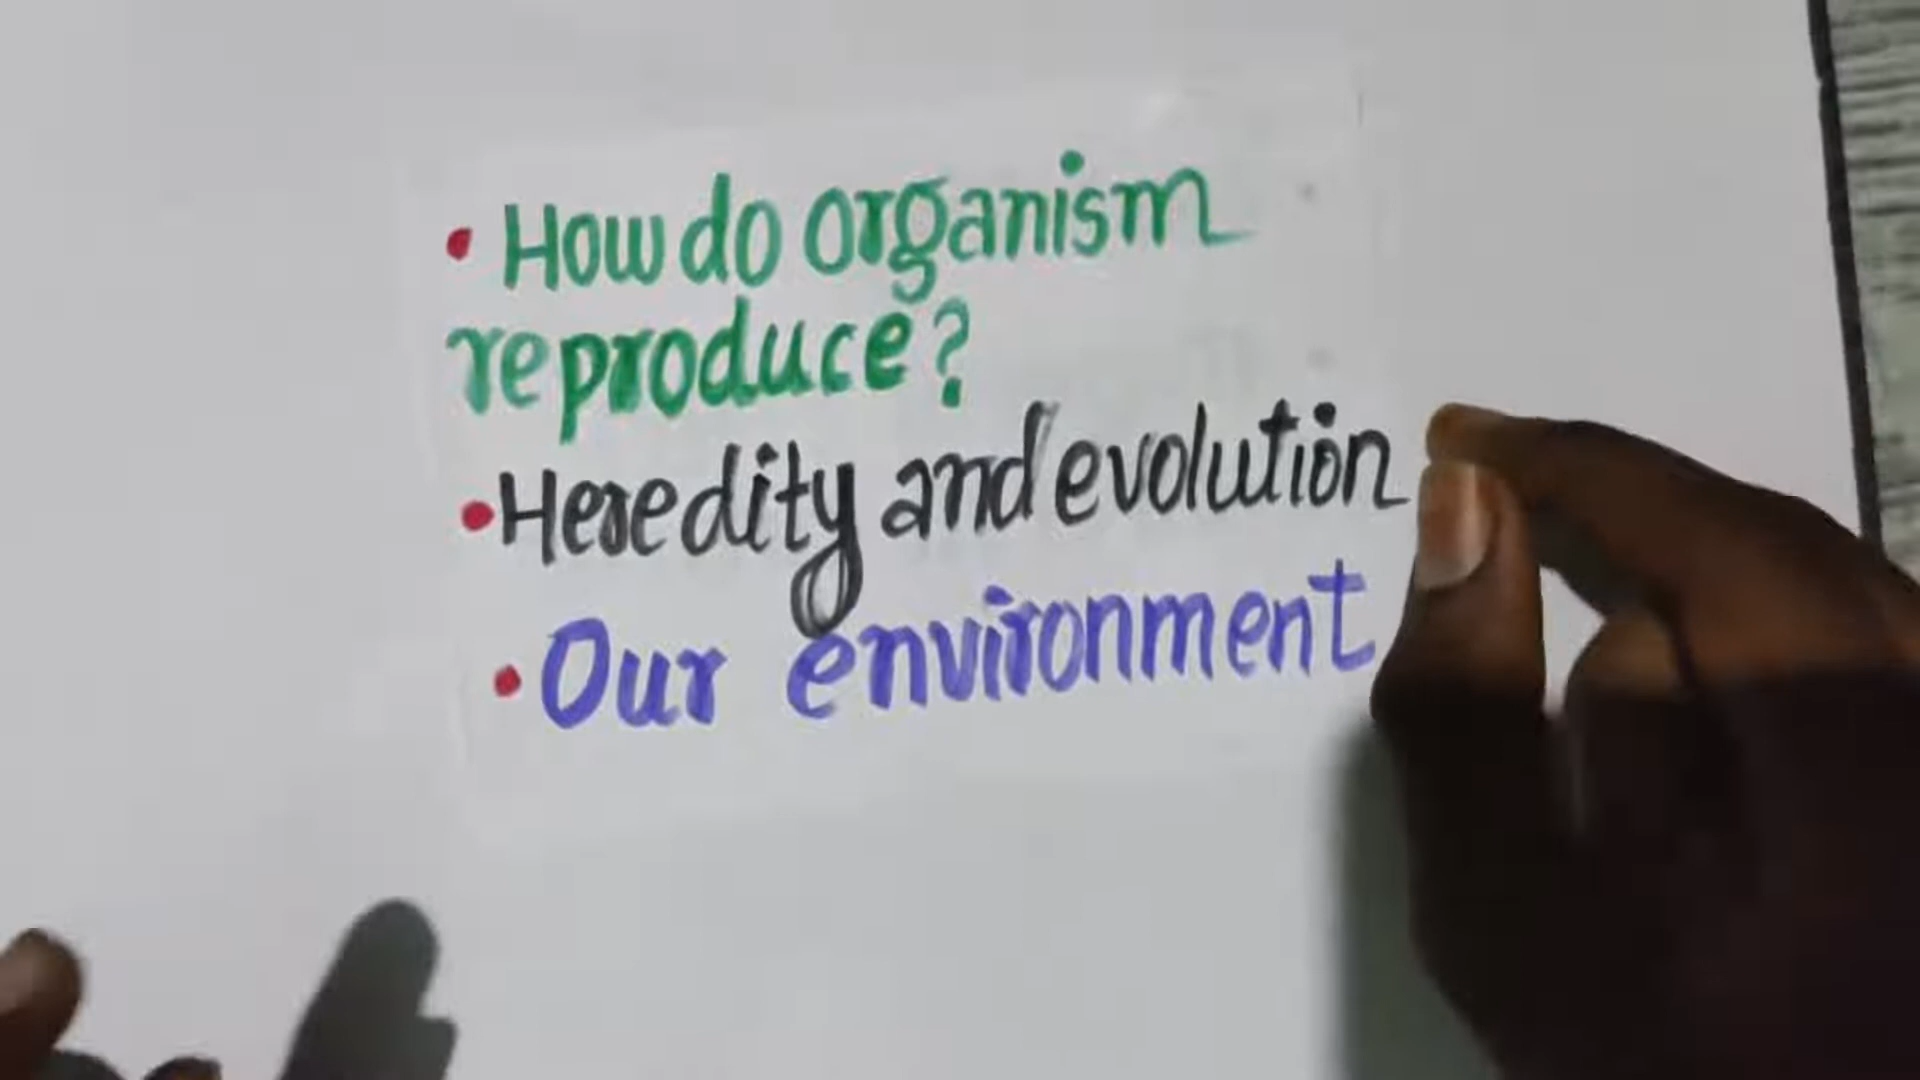 • How do organism
reproduce?
• Heredity and evolution
• Our environment